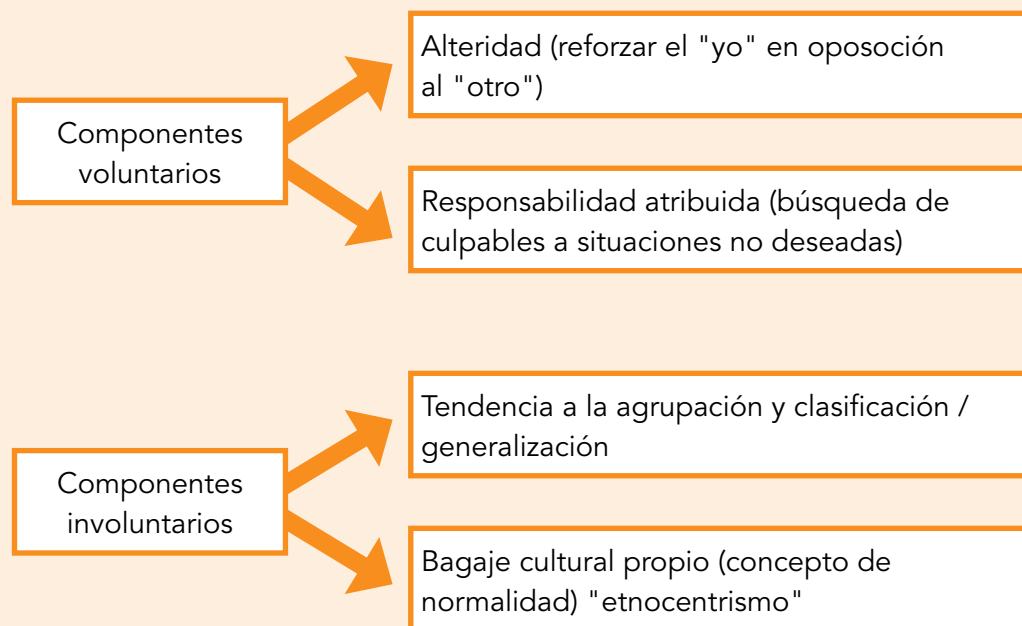 Componentes
voluntarios
Alteridad (reforzar el "yo" en oposoción
al "otro")
Responsabilidad atribuida (búsqueda de
culpables a situaciones no deseadas)
Componentes
involuntarios
Tendencia a la agrupación y clasificación /
generalización
Bagaje cultural propio (concepto de
normalidad) "etnocentrismo"